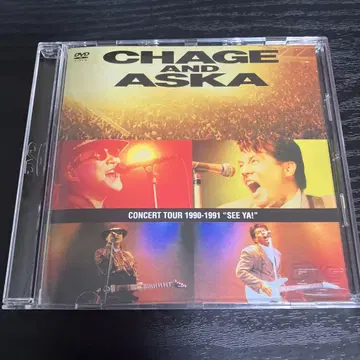 DVD
CHAGE
AND
ASKA
CONCERT TOUR 1990-1991 "SEE YA!"